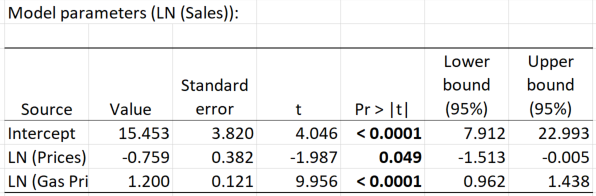 Model parameters (LN (Sales)):
Lower Upper
Standard bound bound
Source Value error t Pr > |t| (95%) (95%)
Intercept 15.453 3.820 4.046 < 0.0001 7.912 22.993
LN (Prices) -0.759 0.382 -1.987 0.049 -1.513 -0.005
LN (Gas Pri 1.200 0.121 9.956 < 0.0001 0.962 1.438